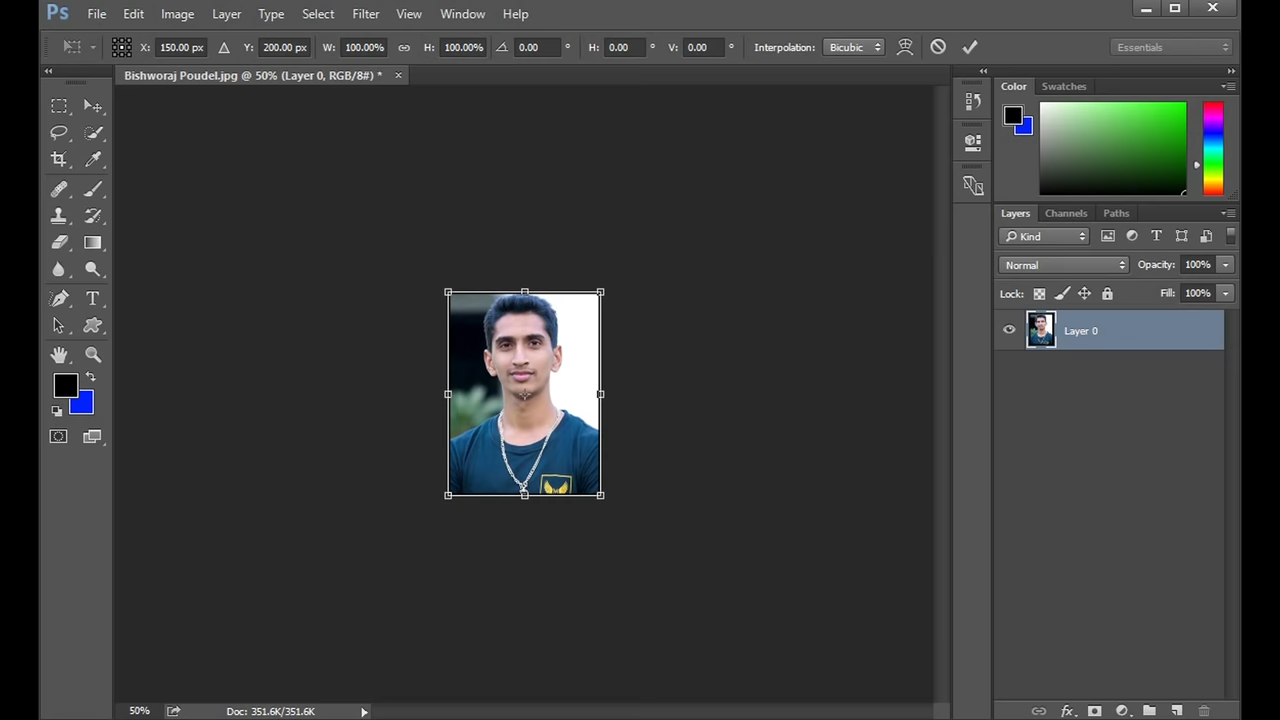 Ps File Edit Image Layer Type Select Filter View Window Help
X: 150.00 px Y: 200.00 px W: 100.00% H: 100.00% 0.00 ° H: 0.00 ° V: 0.00 ° Interpolation: Bicubic Essentials
Bishworaj Poudel.jpg @ 50% (Layer 0, RGB/8#) * ×
Color Swatches
Layers Channels Paths
Kind T
Normal Opacity: 100%
Lock: Fill: 100%
Layer 0
T
50% Doc: 351.6K/351.6K fx